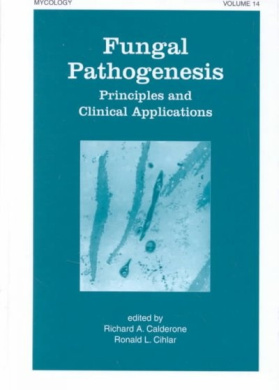 MYCOLOGY
VOLUME 14
Fungal
Pathogenesis
Principles and
Clinical Applications
edited by
Richard A. Calderone
Ronald L. Cihlar